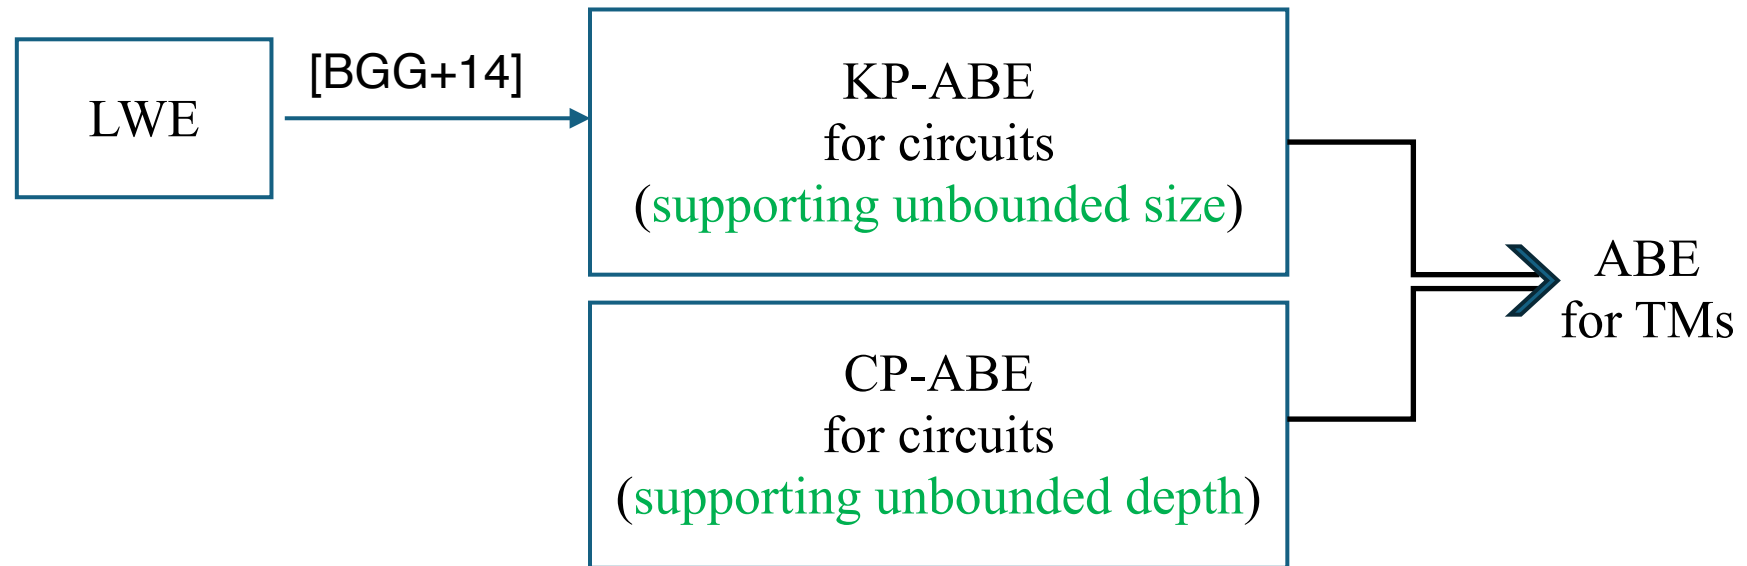 LWE
[BGG+14]
KP-ABE
for circuits
(supporting unbounded size)
CP-ABE
for circuits
(supporting unbounded depth)
ABE
for TMs